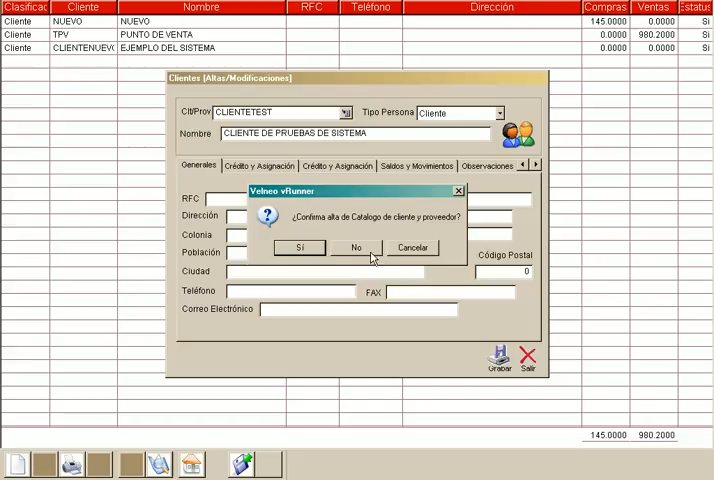 Clasificac Cliente Nombre RFC Teléfono Dirección Compras Ventas Estatus
Cliente NUEVO NUEVO 145.0000 0.0000 Si
Cliente TPV PUNTO DE VENTA 0.0000 980.2000 Si
Cliente CLIENTENUEVO EJEMPLO DEL SISTEMA 0.0000 0.0000 Si
Clientes [Altas/Modificaciones]
Clt/Prov CLIENTETEST Tipo Persona Cliente
Nombre CLIENTE DE PRUEBAS DE SISTEMA
Generales Crédito y Asignación Crédito y Asignación Saldos y Movimientos Observaciones
Velneo vRunner
RFC
¿Confirma alta de Catalogo de cliente y proveedor?
Dirección
Colonia
Sí No Cancelar
Población Código Postal
Ciudad 0
Teléfono FAX
Correo Electrónico
Grabar Salir
145.0000 980.2000